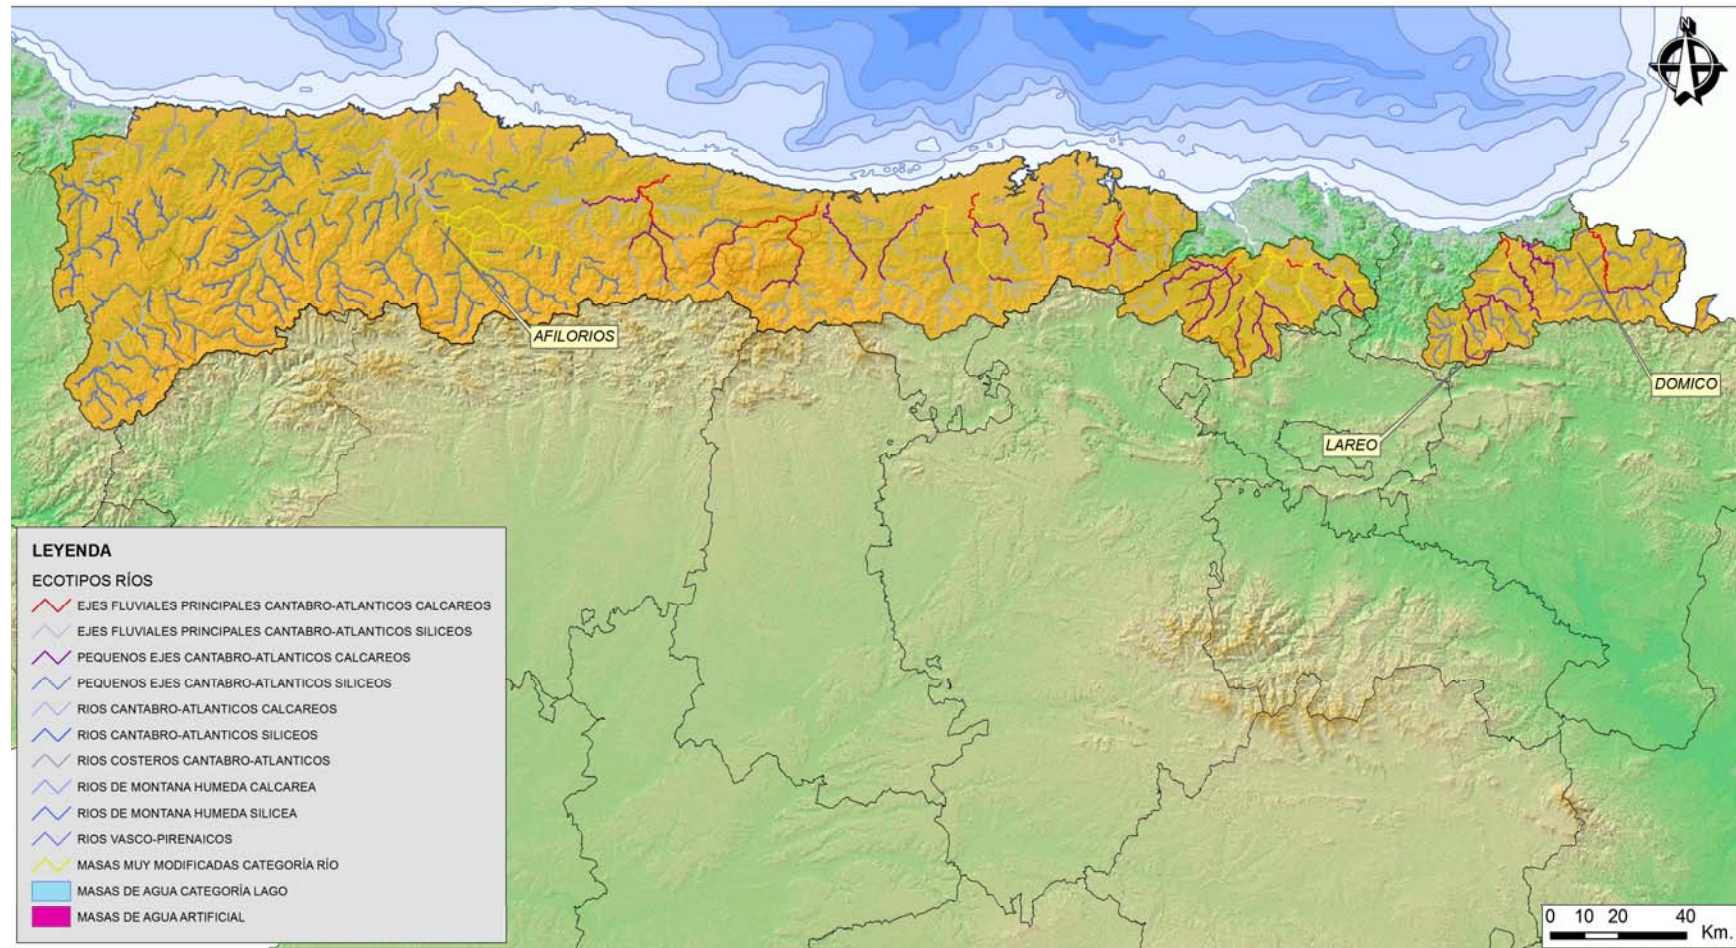 N
AFILORIOS
DOMICO
LAREO
LEYENDA
ECOTIPOS RÍOS
EJES FLUVIALES PRINCIPALES CANTABRO-ATLANTICOS CALCAREOS
EJES FLUVIALES PRINCIPALES CANTABRO-ATLANTICOS SILICEOS
PEQUENOS EJES CANTABRO-ATLANTICOS CALCAREOS
PEQUENOS EJES CANTABRO-ATLANTICOS SILICEOS
RIOS CANTABRO-ATLANTICOS CALCAREOS
RIOS CANTABRO-ATLANTICOS SILICEOS
RIOS COSTEROS CANTABRO-ATLANTICOS
RIOS DE MONTANA HUMEDA CALCAREA
RIOS DE MONTANA HUMEDA SILICEA
RIOS VASCO-PIRENAICOS
MASAS MUY MODIFICADAS CATEGORÍA RÍO
MASAS DE AGUA CATEGORÍA LAGO
MASAS DE AGUA ARTIFICIAL
0 10 20 40
Km.